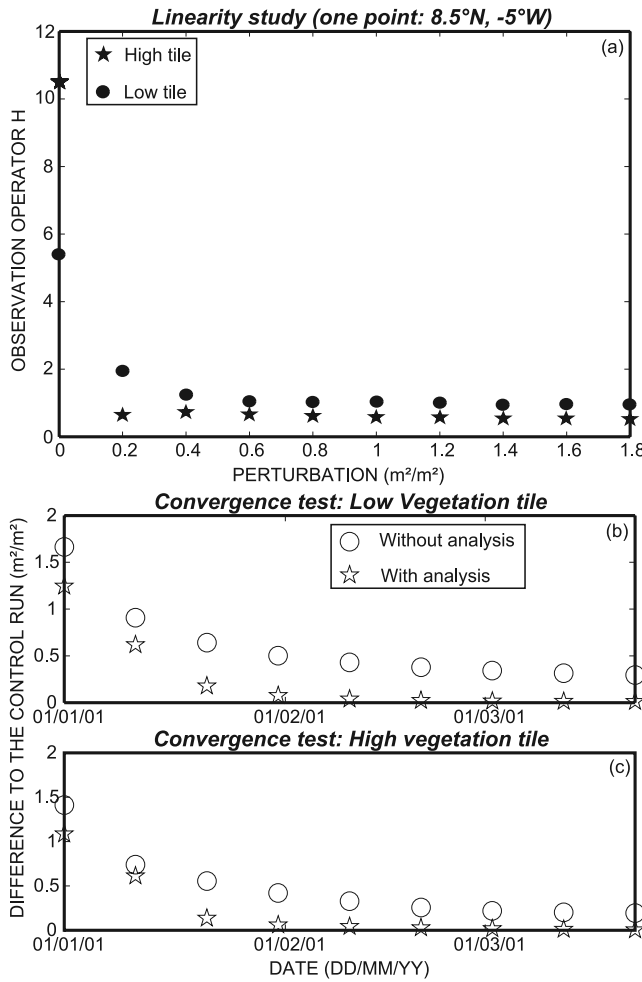 Linearity study (one point: 8.5°N, -5°W)
12
10
8
6
4
2
0
OBSERVATION OPERATOR H
(a)
High tile
Low tile
0 0.2 0.4 0.6 0.8 1 1.2 1.4 1.6 1.8
PERTURBATION (m²/m²)
Convergence test: Low Vegetation tile
2
1.5
1
0.5
0
(b)
Without analysis
With analysis
01/01/01 01/02/01 01/03/01
DIFFERENCE TO THE CONTROL RUN (m²/m²)
Convergence test: High vegetation tile
2
1.5
1
0.5
0
(c)
01/01/01 01/02/01 01/03/01
DATE (DD/MM/YY)